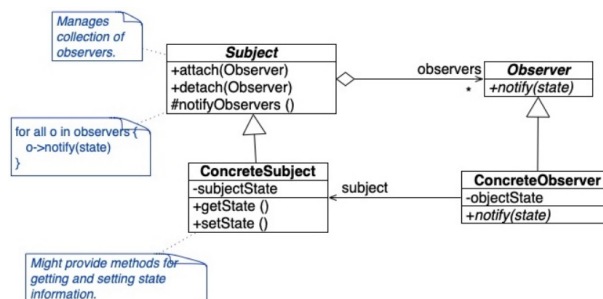 Manages
collection of
observers.
Subject
+attach(Observer)
+detach(Observer)
#notifyObservers ()
observers
*
Observer
+notify(state)
for all o in observers {
o->notify(state)
}
ConcreteSubject
-subjectState
+getState ()
+setState ()
subject
ConcreteObserver
-objectState
+notify(state)
Might provide methods for
getting and setting state
information.